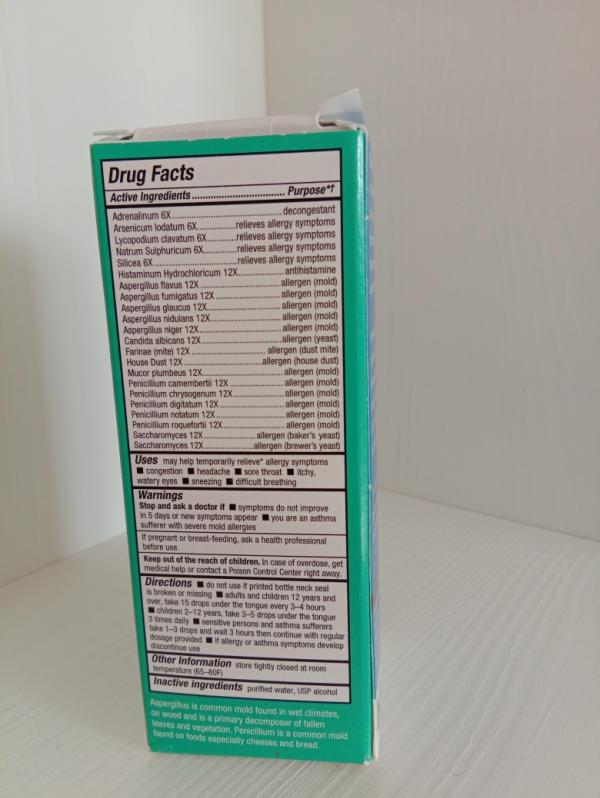 Drug Facts
Active Ingredients.............................. Purpose*†
Adrenalinum 6X.................................... decongestant
Arsenicum Iodatum 6X.............relieves allergy symptoms
Lycopodium clavatum 6X..........relieves allergy symptoms
Natrum Sulphuricum 6X...........relieves allergy symptoms
Silicea 6X...........................relieves allergy symptoms
Histaminum Hydrochloricum 12X............... antihistamine
Aspergillus flavus 12X .......................... allergen (mold)
Aspergillus fumigatus 12X ..................... allergen (mold)
Aspergillus glaucus 12X........................ allergen (mold)
Aspergillus nidulans 12X....................... allergen (mold)
Aspergillus niger 12X........................... allergen (mold)
Candida albicans 12X ..........................allergen (yeast)
Farinae (mite) 12X ........................ allergen (dust mite)
House Dust 12X..........................allergen (house dust)
Mucor plumbeus 12X........................... allergen (mold)
Penicillium camembertii 12X .................. allergen (mold)
Penicillium chrysogenum 12X................. allergen (mold)
Penicillium digitatum 12X...................... allergen (mold)
Penicillium notatum 12X....................... allergen (mold)
Penicillium roquefortii 12X.................... allergen (mold)
Saccharomyces 12X................. allergen (baker's yeast)
Saccharomyces 12X................allergen (brewer's yeast)
Uses may help temporarily relieve* allergy symptoms
■ congestion ■ headache ■ sore throat ■ itchy,
watery eyes ■ sneezing ■ difficult breathing
Warnings
Stop and ask a doctor if ■ symptoms do not improve
in 5 days or new symptoms appear ■ you are an asthma
sufferer with severe mold allergies
If pregnant or breast-feeding, ask a health professional
before use.
Keep out of the reach of children. In case of overdose, get
medical help or contact a Poison Control Center right away.
Directions ■ do not use if printed bottle neck seal
is broken or missing ■ adults and children 12 years and
over, take 15 drops under the tongue every 3–4 hours
■ children 2–12 years, take 3–5 drops under the tongue
3 times daily ■ sensitive persons and asthma sufferers
take 1–3 drops and wait 3 hours then continue with regular
dosage provided ■ if allergy or asthma symptoms develop
discontinue use
Other Information store tightly closed at room
temperature (65–80F)
Inactive ingredients purified water, USP alcohol
Aspergillus is common mold found in wet climates,
on wood and is a primary decomposer of fallen
leaves and vegetation. Penicillium is a common mold
found on foods especially cheeses and bread.